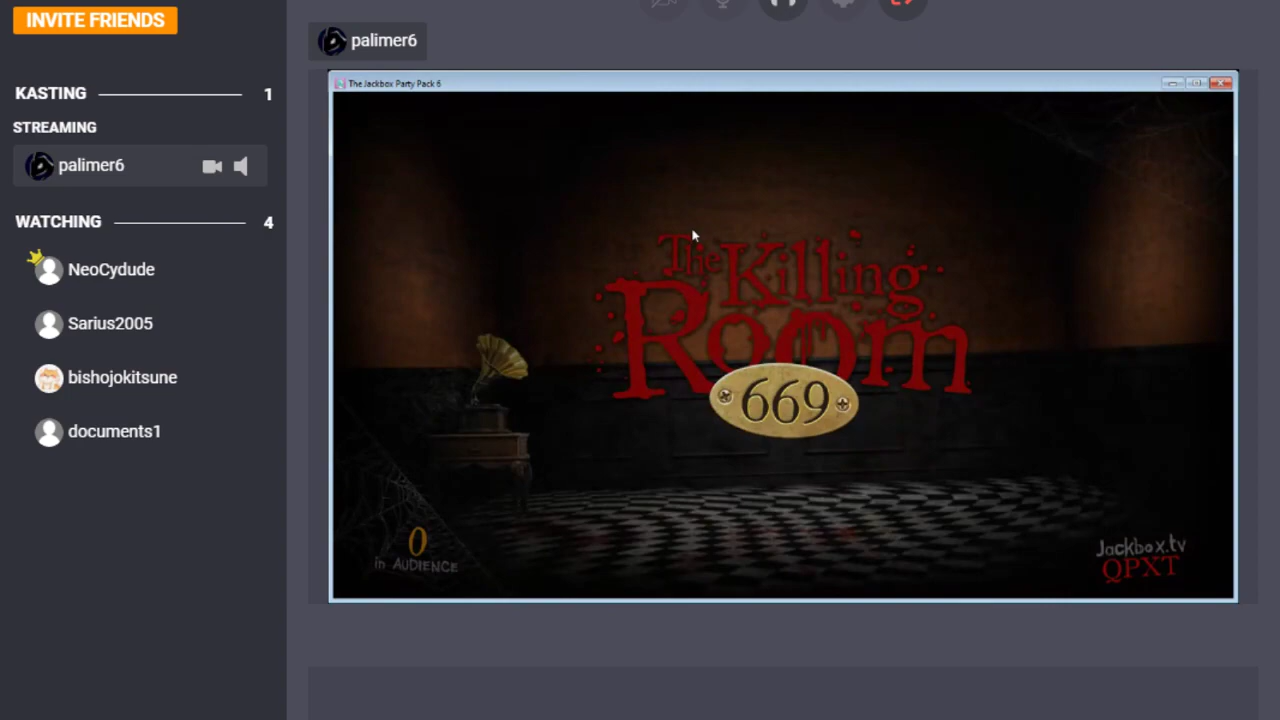 INVITE FRIENDS
KASTING 1
STREAMING
palimer6
WATCHING 4
NeoCydude
Sarius2005
bishojokitsune
documents1
palimer6
The Jackbox Party Pack 6
The Killing
Room
669
0
in AUDIENCE
Jackbox.tv
QPXT